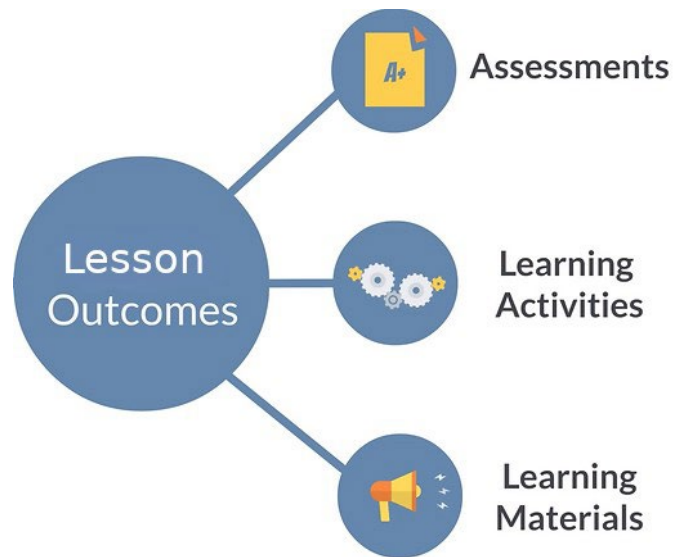 A+
Assessments
Lesson
Outcomes
Learning
Activities
Learning
Materials